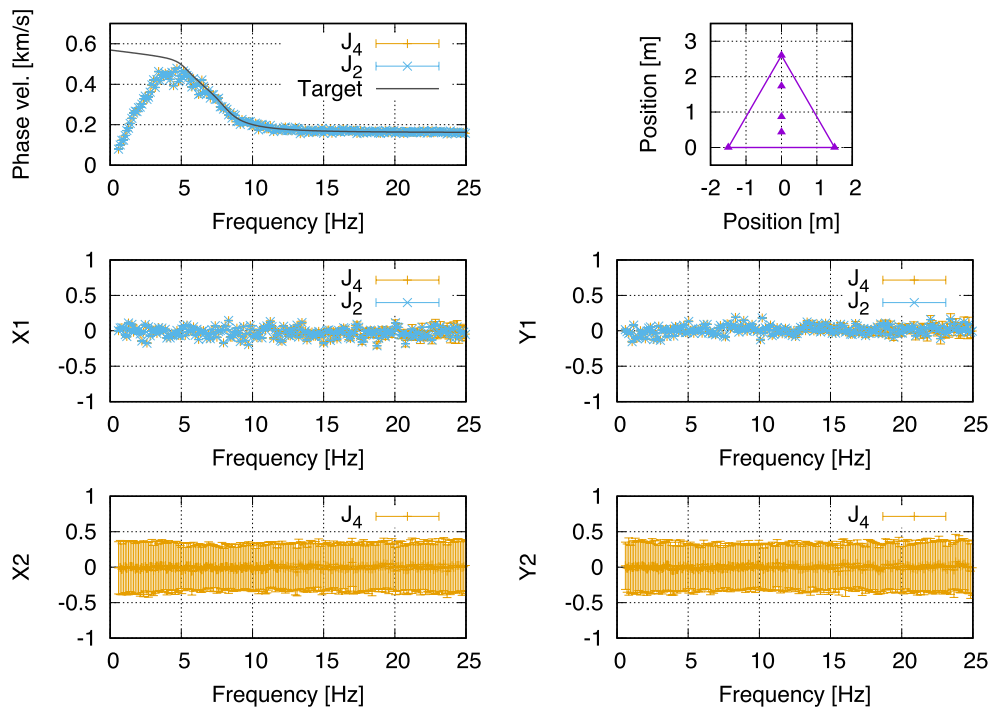 Phase vel. [km/s]
0.6
0.4
0.2
0
J4
J2
Target
0 5 10 15 20 25
Frequency [Hz]
Position [m]
3
2
1
0
-2 -1 0 1 2
Position [m]
X1
1
0.5
0
-0.5
-1
J4
J2
0 5 10 15 20 25
Frequency [Hz]
Y1
1
0.5
0
-0.5
-1
J4
J2
0 5 10 15 20 25
Frequency [Hz]
X2
1
0.5
0
-0.5
-1
J4
0 5 10 15 20 25
Frequency [Hz]
Y2
1
0.5
0
-0.5
-1
J4
0 5 10 15 20 25
Frequency [Hz]